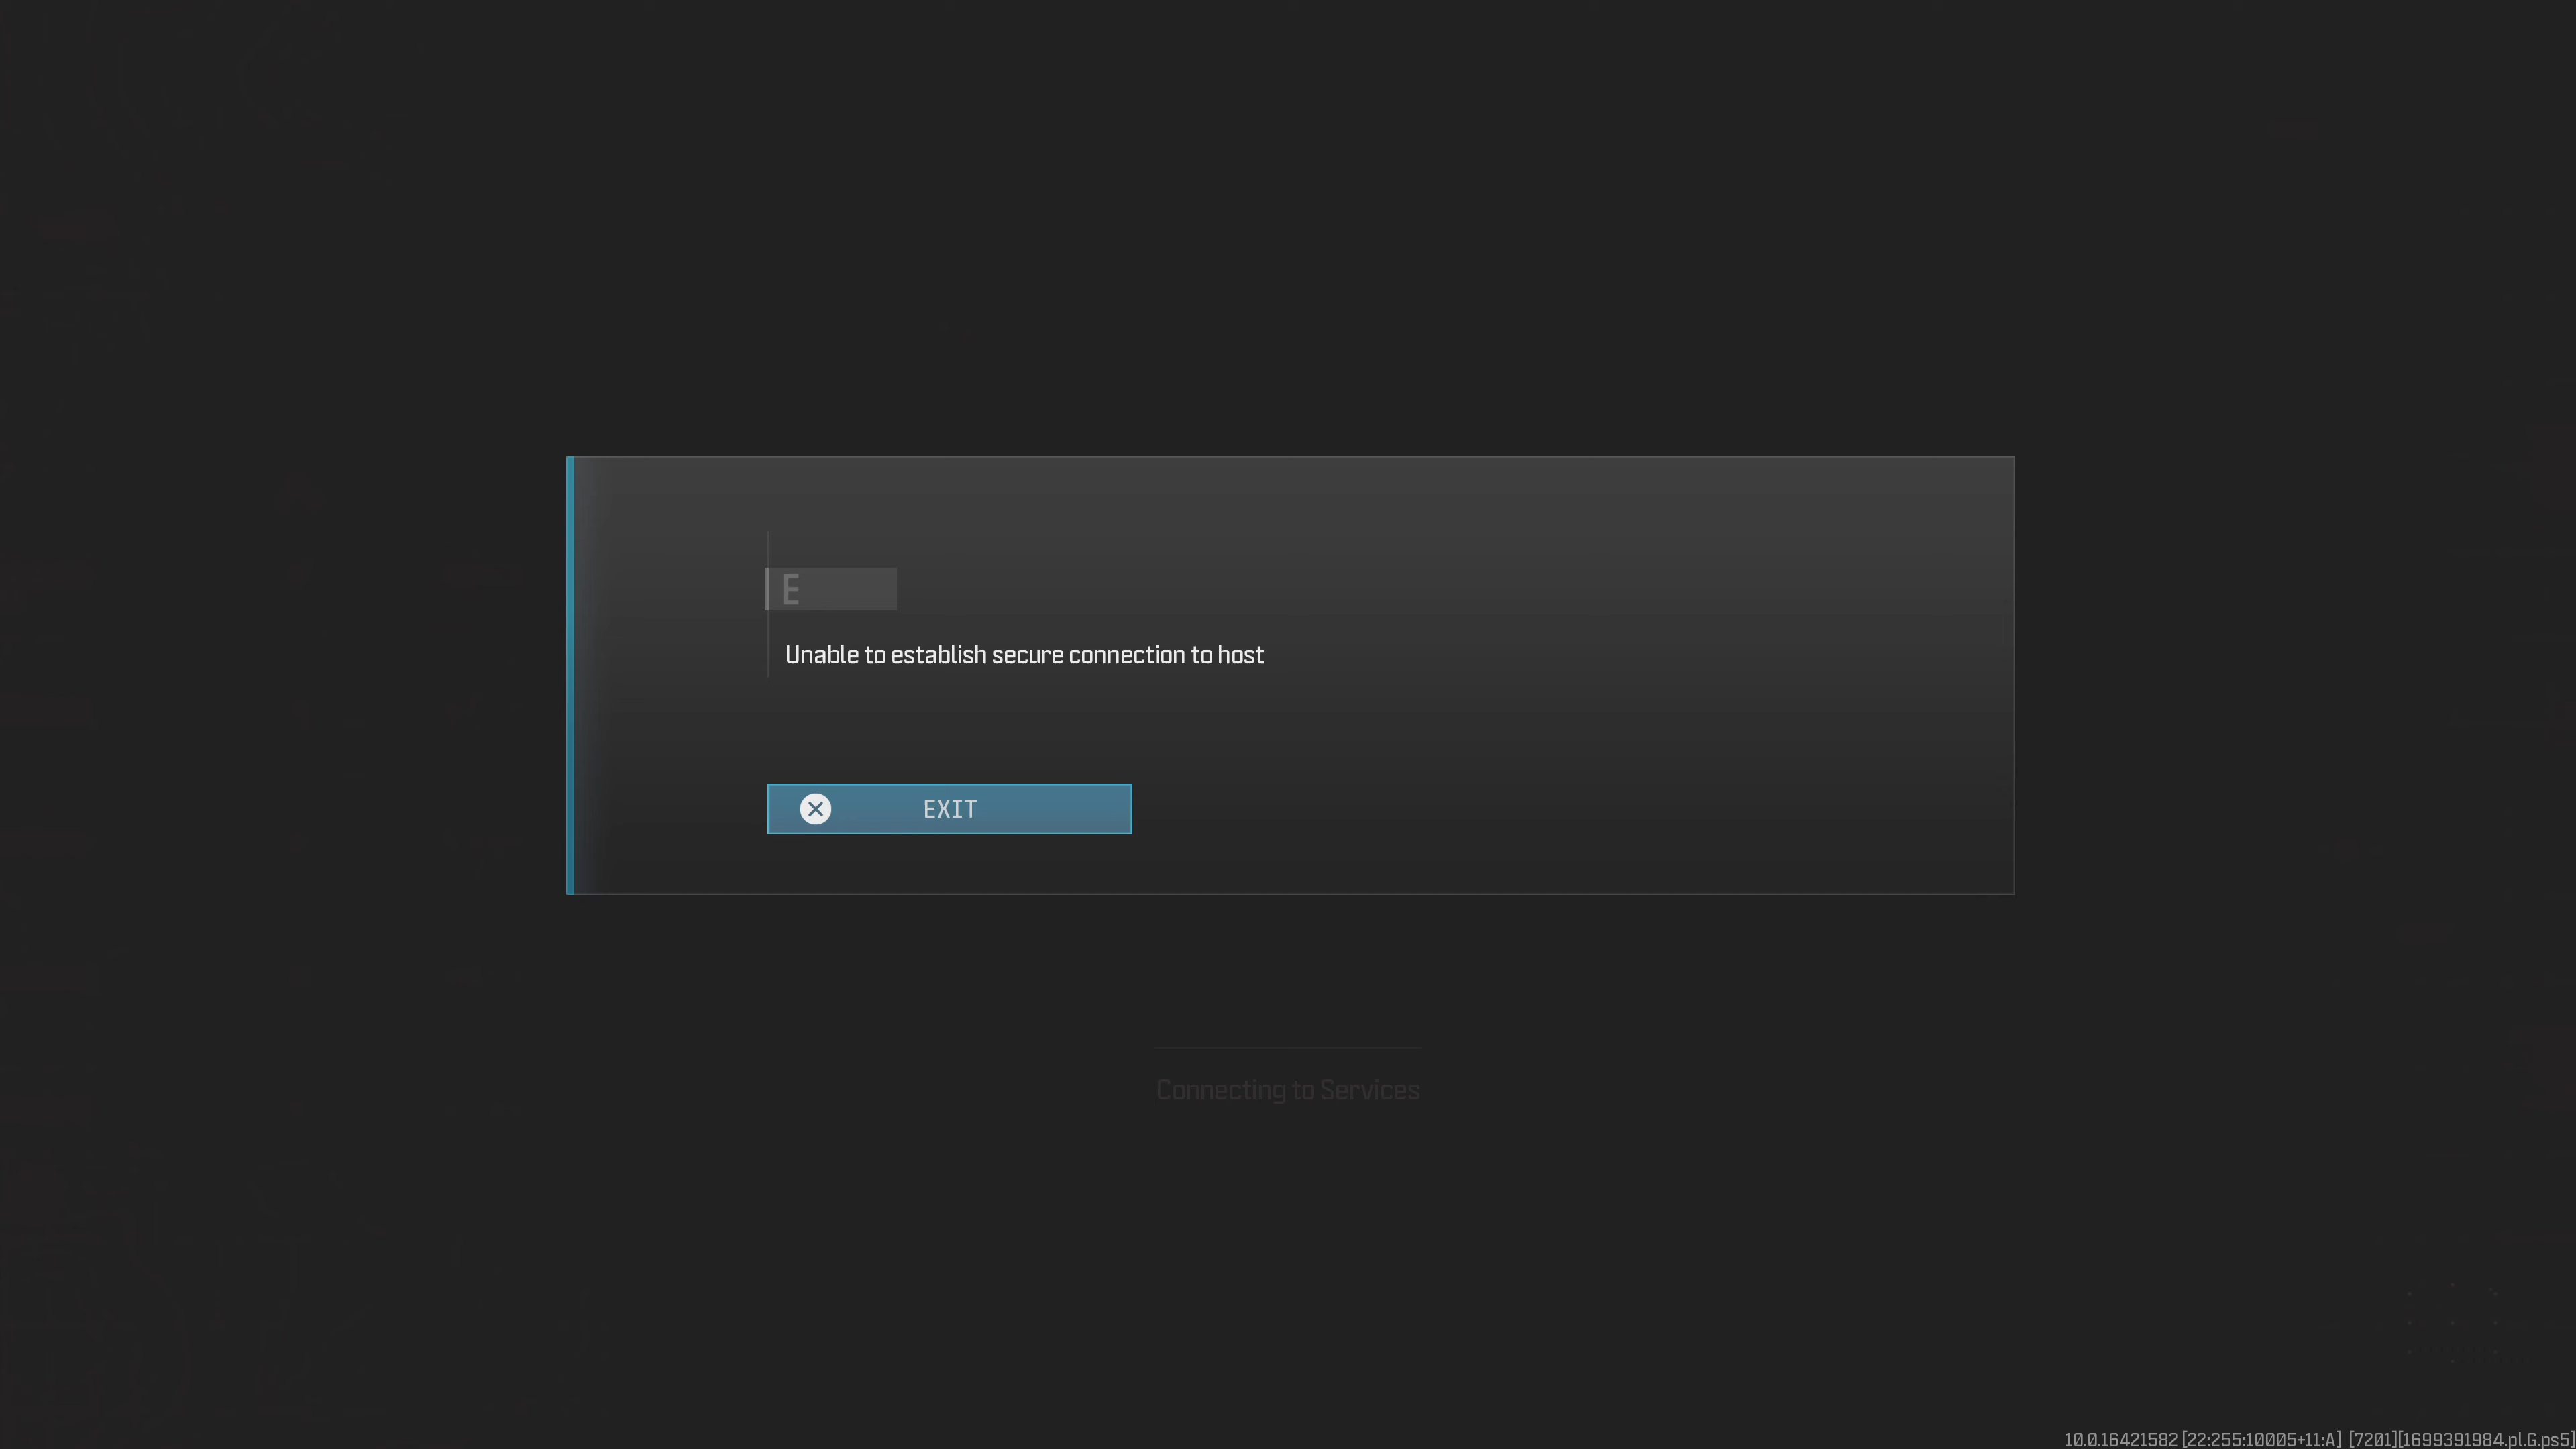 E
Unable to establish secure connection to host
EXIT
Connecting to Services
10.0.16421582 [22:255:10005+11:A] [7201][1699391984.pl.G.ps5]